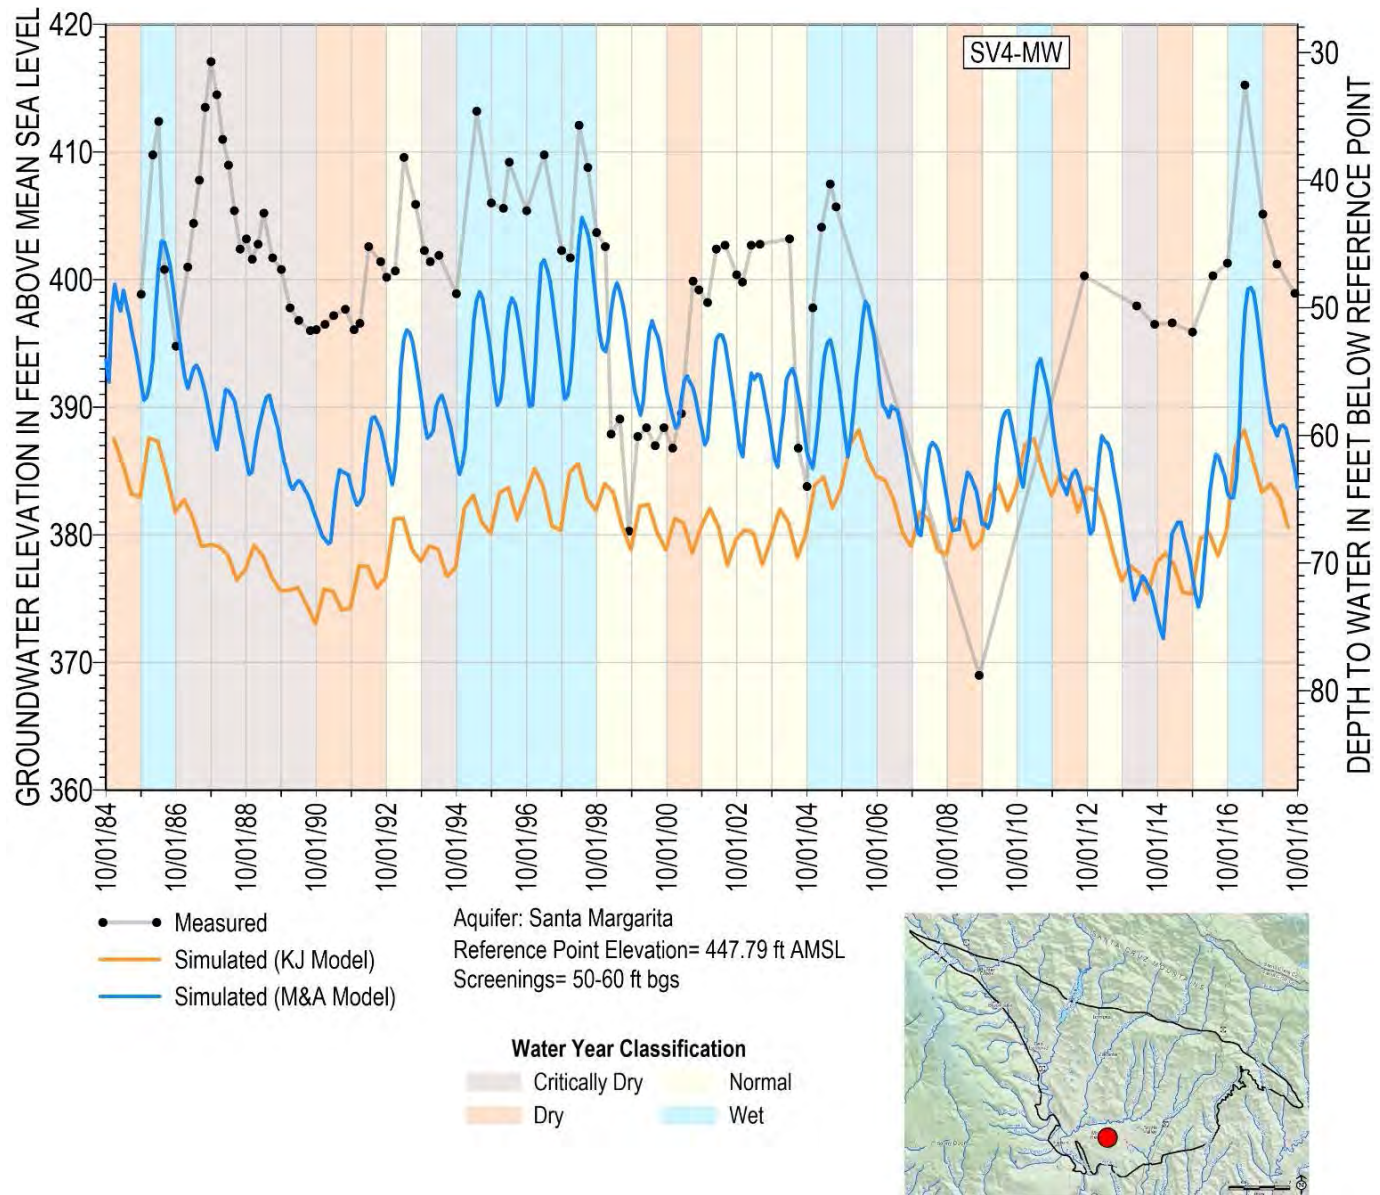 GROUNDWATER ELEVATION IN FEET ABOVE MEAN SEA LEVEL
420
410
400
390
380
370
360
SV4-MW
30
40
50
60
70
80
DEPTH TO WATER IN FEET BELOW REFERENCE POINT
10/01/84
10/01/86
10/01/88
10/01/90
10/01/92
10/01/94
10/01/96
10/01/98
10/01/00
10/01/02
10/01/04
10/01/06
10/01/08
10/01/10
10/01/12
10/01/14
10/01/16
10/01/18
Measured
Simulated (KJ Model)
Simulated (M&A Model)
Aquifer: Santa Margarita
Reference Point Elevation= 447.79 ft AMSL
Screenings= 50-60 ft bgs
Water Year Classification
Critically Dry
Normal
Dry
Wet